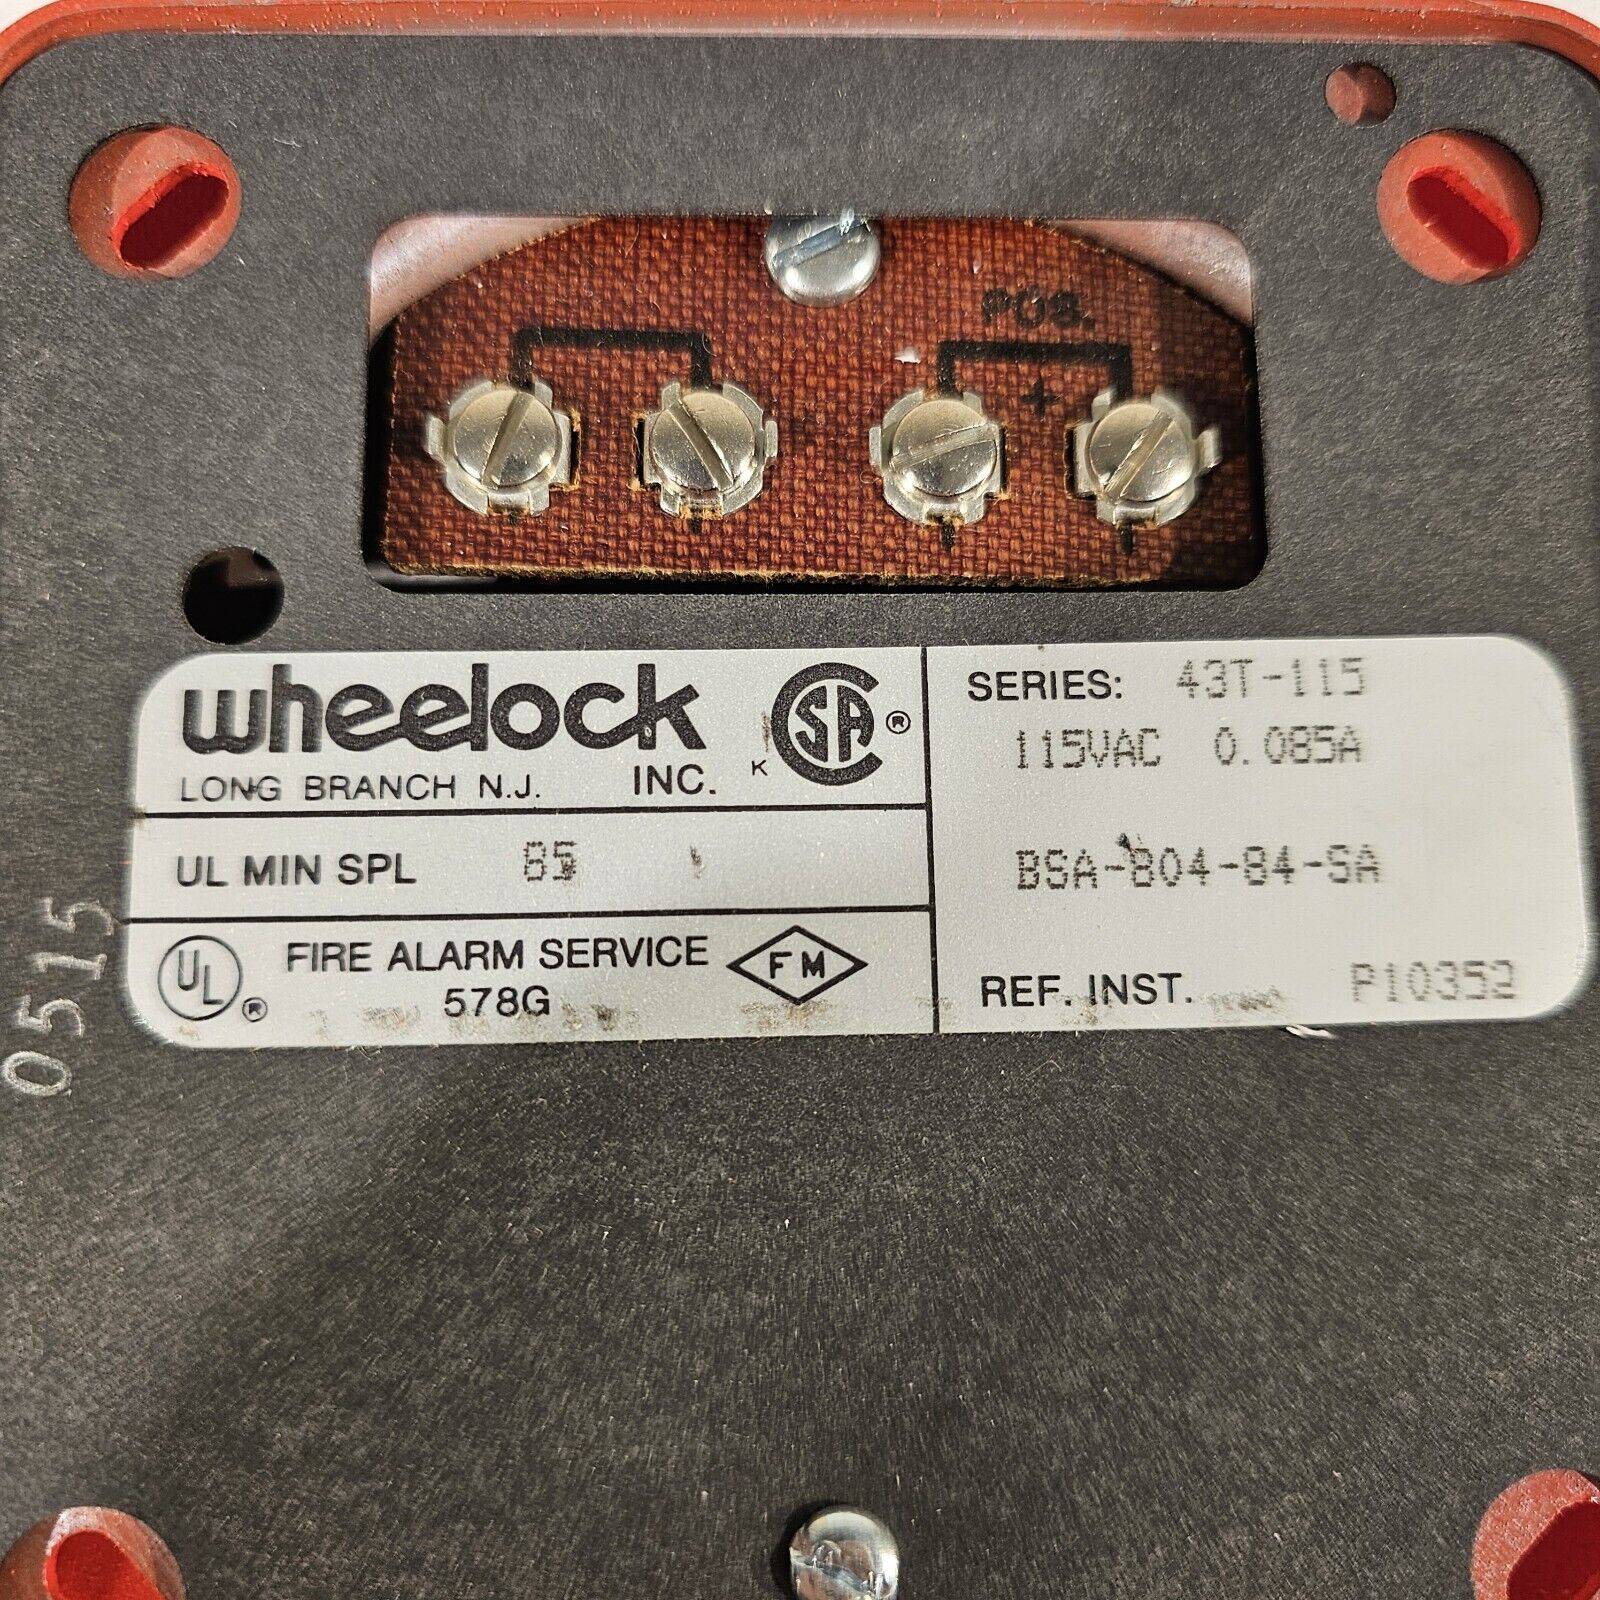 POS.
+
wheelock
LONG BRANCH N.J. INC.
K CSA ®
SERIES: 43T-115
115VAC 0.085A
UL MIN SPL 85
BSA-804-84-SA
UL ® FIRE ALARM SERVICE
578G
FM
REF. INST. P10352
0515